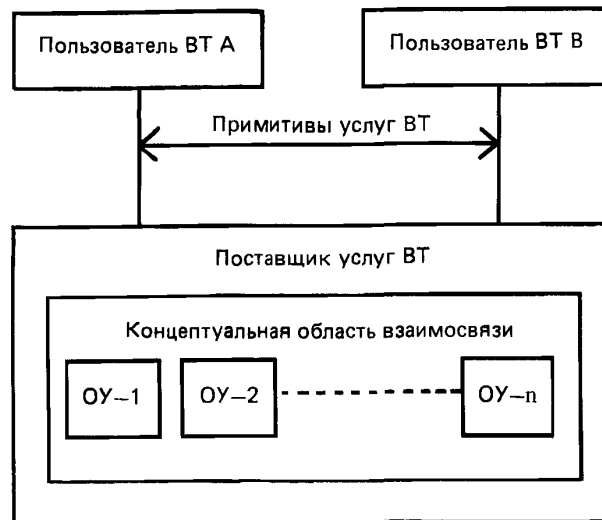 Пользователь ВТ А
Пользователь ВТ В
Примитивы услуг ВТ
Поставщик услуг ВТ
Концептуальная область взаимосвязи
ОУ—1
ОУ—2
ОУ—n